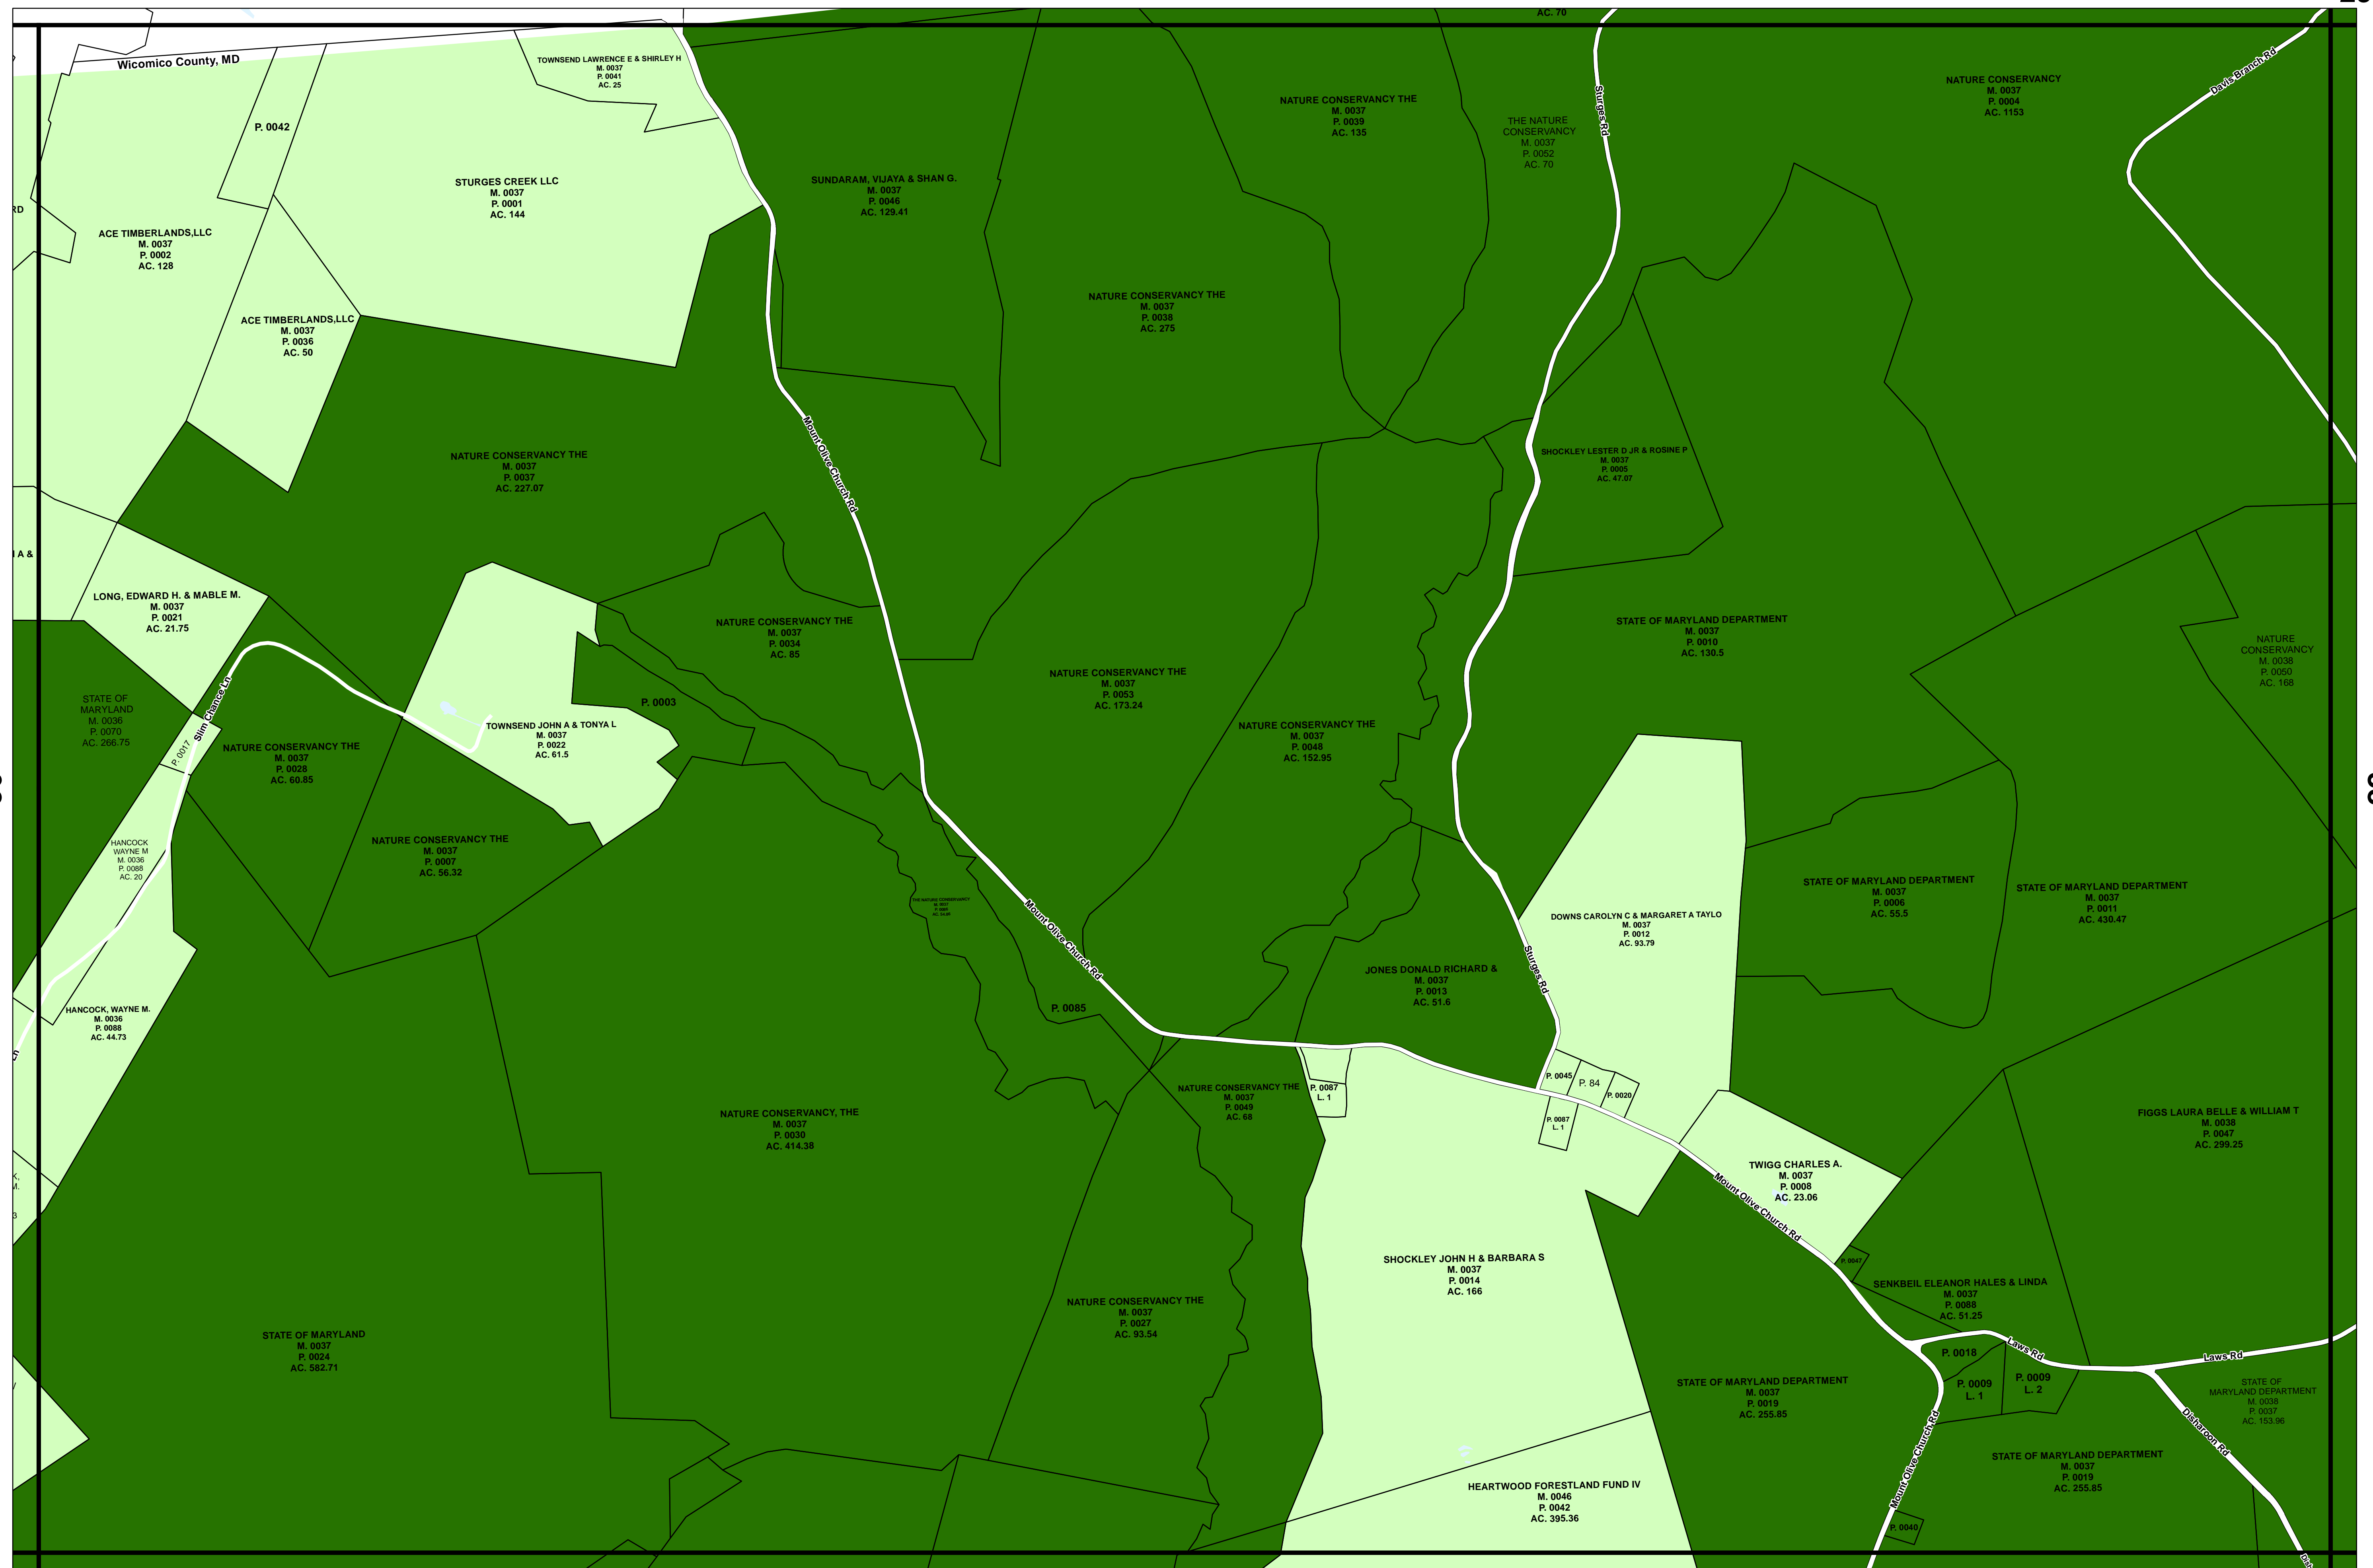 AC. 70
Wicomico County, MD
TOWNSEND LAWRENCE E & SHIRLEY H
M. 0037
P. 0041
AC. 25
Davis Branch Rd
NATURE CONSERVANCY
M. 0037
P. 0004
AC. 1153
NATURE CONSERVANCY THE
M. 0037
P. 0039
AC. 135
Sturges Rd
THE NATURE
CONSERVANCY
M. 0037
P. 0052
AC. 70
P. 0042
STURGES CREEK LLC
M. 0037
P. 0001
AC. 144
SUNDARAM, VIJAYA & SHAN G.
M. 0037
P. 0046
AC. 129.41
RD
ACE TIMBERLANDS,LLC
M. 0037
P. 0002
AC. 128
NATURE CONSERVANCY THE
M. 0037
P. 0038
AC. 275
ACE TIMBERLANDS,LLC
M. 0037
P. 0036
AC. 50
NATURE CONSERVANCY THE
M. 0037
P. 0037
AC. 227.07
Mount Olive Church Rd
SHOCKLEY LESTER D JR & ROSINE P
M. 0037
P. 0005
AC. 47.07
A &
LONG, EDWARD H. & MABLE M.
M. 0037
P. 0021
AC. 21.75
NATURE CONSERVANCY THE
M. 0037
P. 0034
AC. 85
STATE OF MARYLAND DEPARTMENT
M. 0037
P. 0010
AC. 130.5
NATURE
CONSERVANCY
M. 0038
P. 0050
AC. 168
STATE OF
MARYLAND
M. 0036
P. 0070
AC. 266.75
Slim Chance Ln
P. 0017
P. 0003
NATURE CONSERVANCY THE
M. 0037
P. 0053
AC. 173.24
TOWNSEND JOHN A & TONYA L
M. 0037
P. 0022
AC. 61.5
NATURE CONSERVANCY THE
M. 0037
P. 0048
AC. 152.95
NATURE CONSERVANCY THE
M. 0037
P. 0028
AC. 60.85
HANCOCK
WAYNE M
M. 0036
P. 0088
AC. 20
NATURE CONSERVANCY THE
M. 0037
P. 0007
AC. 56.32
THE NATURE CONSERVANCY
M. 0037
STATE OF MARYLAND DEPARTMENT
M. 0037
P. 0006
AC. 55.5
STATE OF MARYLAND DEPARTMENT
M. 0037
P. 0011
AC. 430.47
DOWNS CAROLYN C & MARGARET A TAYLO
M. 0037
P. 0012
AC. 93.79
Mount Olive Church Rd
Sturges Rd
JONES DONALD RICHARD &
M. 0037
P. 0013
AC. 51.6
HANCOCK, WAYNE M.
M. 0036
P. 0088
AC. 44.73
P. 0085
P. 0045
P. 84
P. 0020
P. 0087
L. 1
P. 0087
L. 1
NATURE CONSERVANCY THE
M. 0037
P. 0049
AC. 68
NATURE CONSERVANCY, THE
M. 0037
P. 0030
AC. 414.38
FIGGS LAURA BELLE & WILLIAM T
M. 0038
P. 0047
AC. 299.25
TWIGG CHARLES A.
M. 0037
P. 0008
AC. 23.06
Mount Olive Church Rd
K,
M.
3
SHOCKLEY JOHN H & BARBARA S
M. 0037
P. 0014
AC. 166
P. 0047
SENKBEIL ELEANOR HALES & LINDA
M. 0037
P. 0088
AC. 51.25
NATURE CONSERVANCY THE
M. 0037
P. 0027
AC. 93.54
STATE OF MARYLAND
M. 0037
P. 0024
AC. 582.71
Laws Rd
Laws Rd
P. 0018
P. 0009
L. 1
P. 0009
L. 2
STATE OF MARYLAND DEPARTMENT
M. 0037
P. 0019
AC. 255.85
STATE OF
MARYLAND DEPARTMENT
M. 0038
P. 0037
AC. 153.96
Disharoon Rd
Mount Olive Church Rd
STATE OF MARYLAND DEPARTMENT
M. 0037
P. 0019
AC. 255.85
HEARTWOOD FORESTLAND FUND IV
M. 0046
P. 0042
AC. 395.36
P. 0040